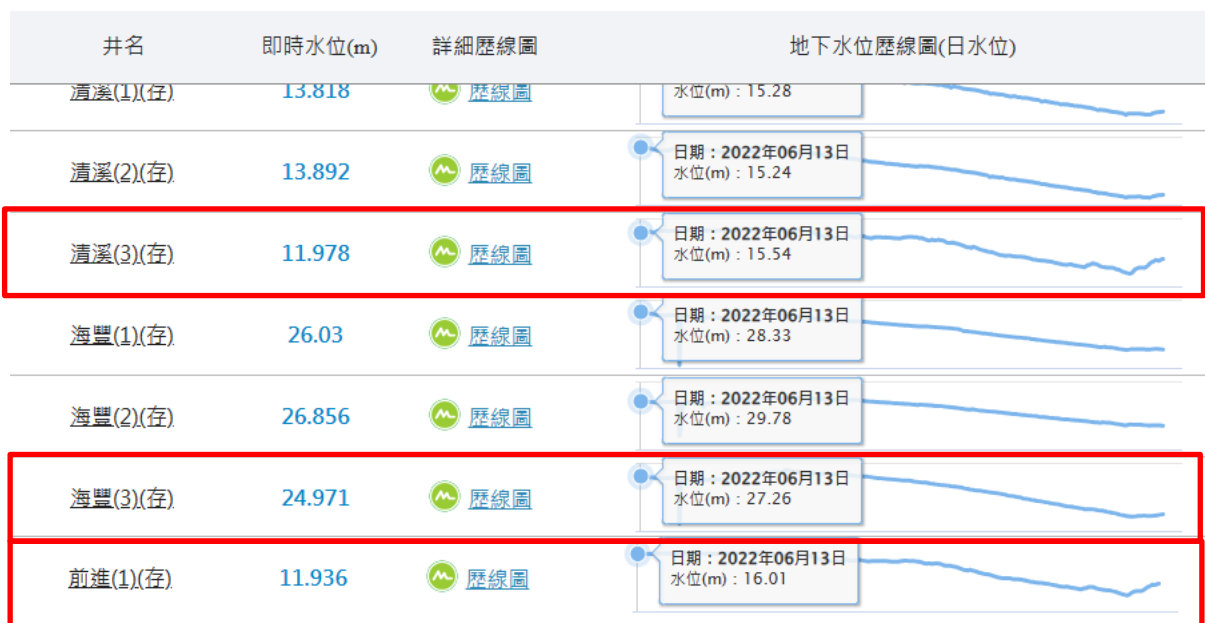 井名 即時水位(m) 詳細歷線圖 地下水位歷線圖(日水位)
清溪(1)(存) 13.818 歷線圖 水位(m) : 15.28
清溪(2)(存) 13.892 歷線圖 日期 : 2022年06月13日
水位(m) : 15.24
清溪(3)(存) 11.978 歷線圖 日期 : 2022年06月13日
水位(m) : 15.54
海豐(1)(存) 26.03 歷線圖 日期 : 2022年06月13日
水位(m) : 28.33
海豐(2)(存) 26.856 歷線圖 日期 : 2022年06月13日
水位(m) : 29.78
海豐(3)(存) 24.971 歷線圖 日期 : 2022年06月13日
水位(m) : 27.26
前進(1)(存) 11.936 歷線圖 日期 : 2022年06月13日
水位(m) : 16.01